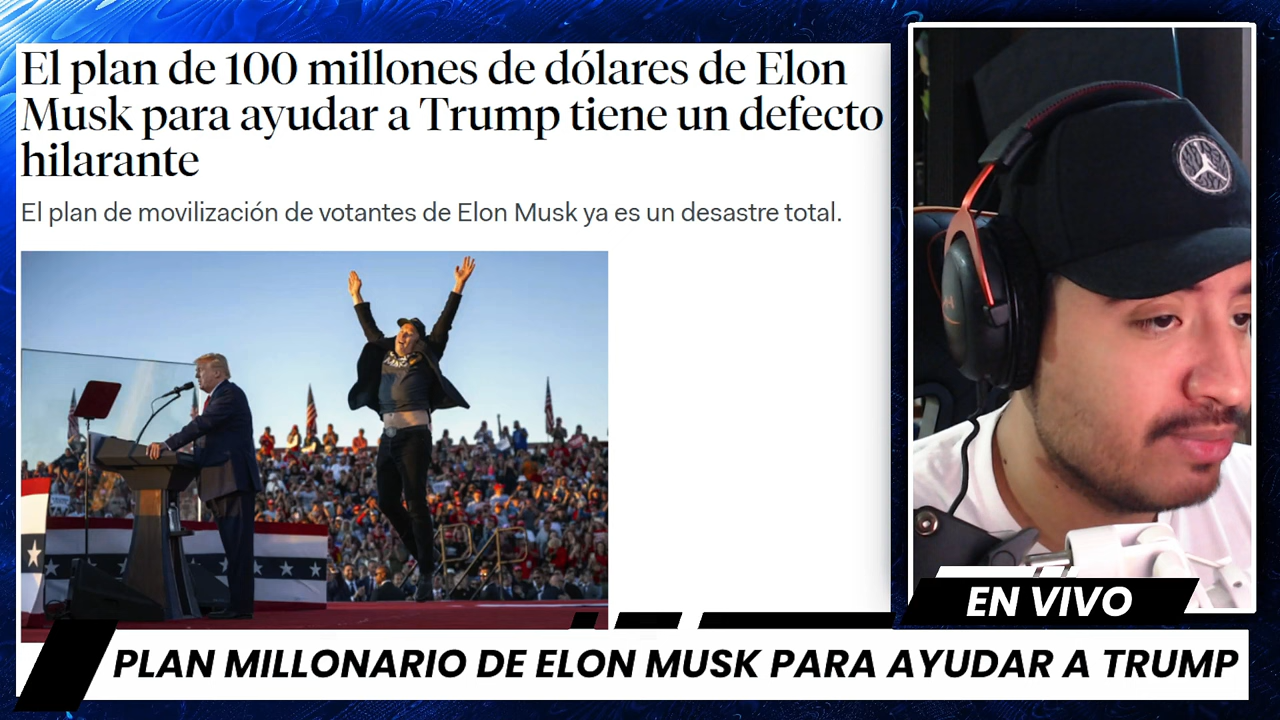 El plan de 100 millones de dólares de Elon
Musk para ayudar a Trump tiene un defecto
hilarante
El plan de movilización de votantes de Elon Musk ya es un desastre total.
EN VIVO
PLAN MILLONARIO DE ELON MUSK PARA AYUDAR A TRUMP